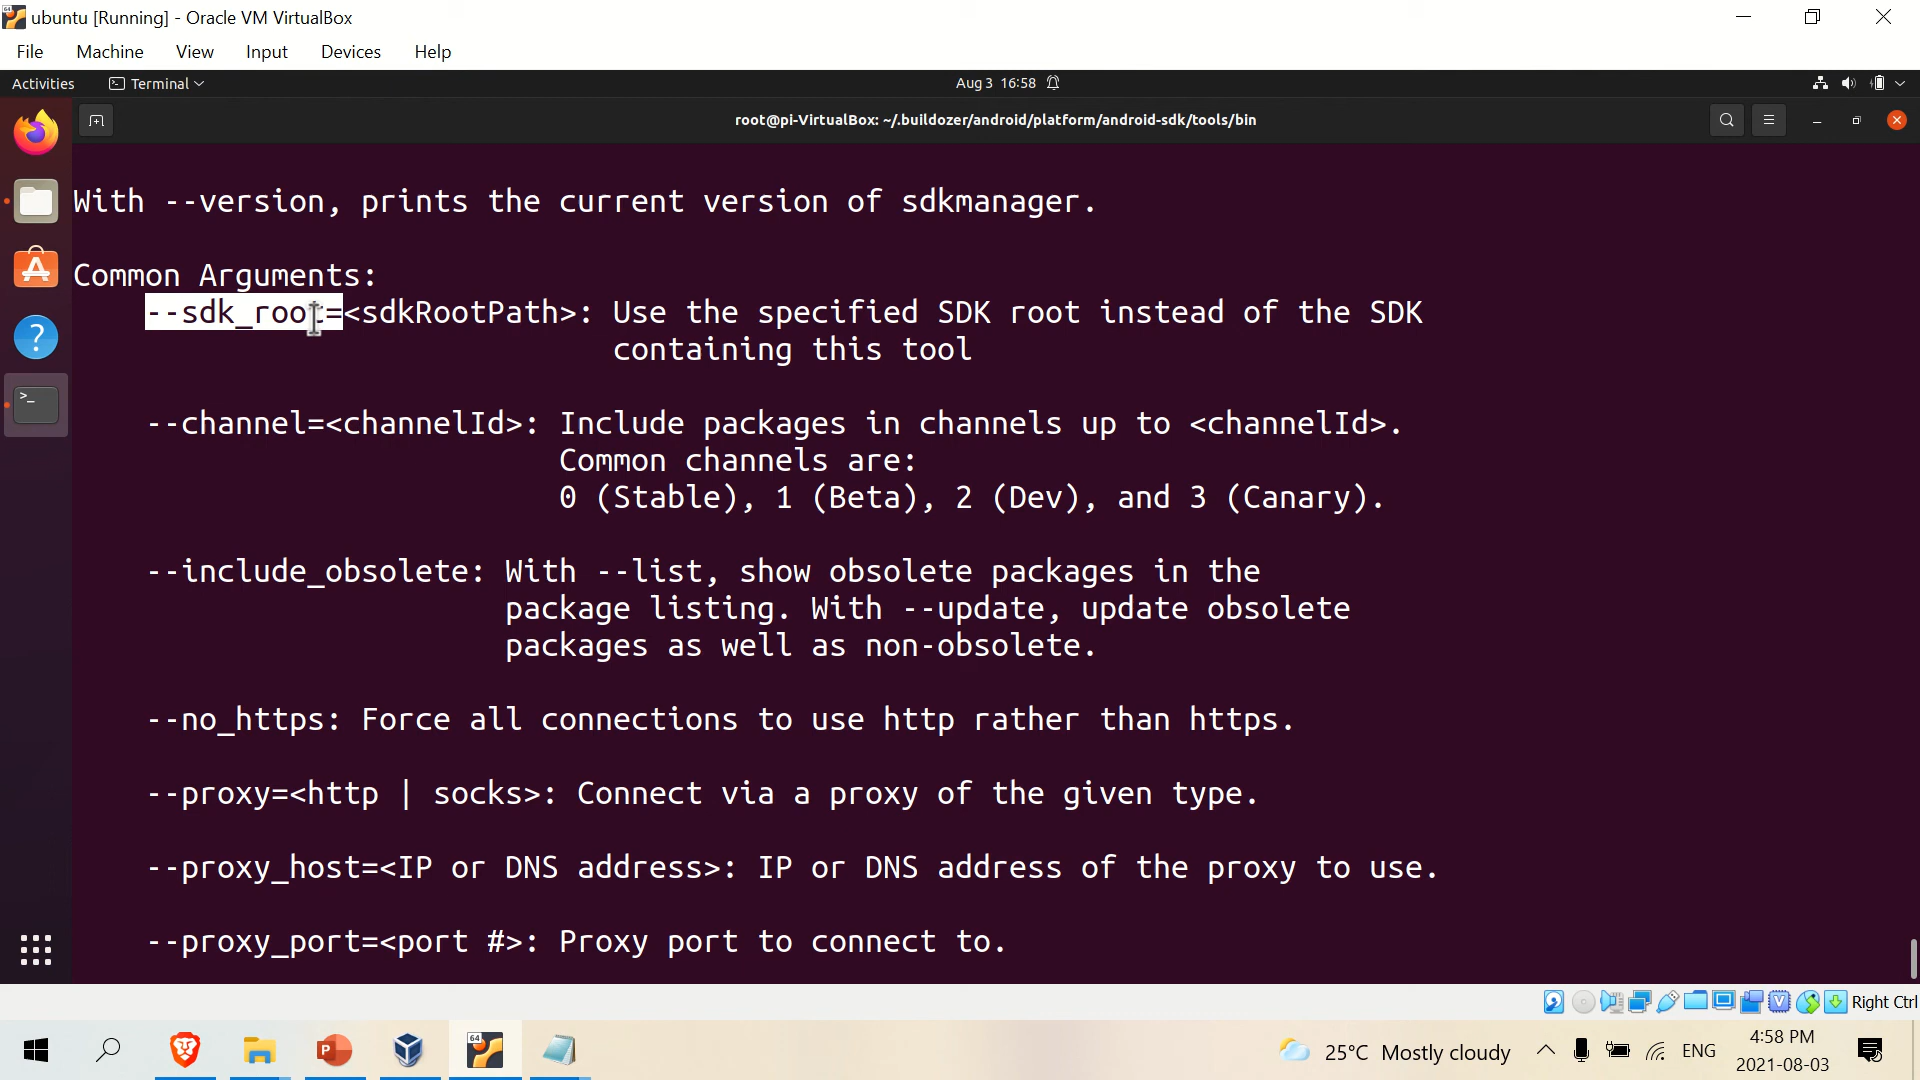 ubuntu [Running] - Oracle VM VirtualBox
File Machine View Input Devices Help
Activities Terminal Aug 3 16:58
root@pi-VirtualBox: ~/.buildozer/android/platform/android-sdk/tools/bin
With --version, prints the current version of sdkmanager.
Common Arguments:
--sdk_root=<sdkRootPath>: Use the specified SDK root instead of the SDK
containing this tool
--channel=<channelId>: Include packages in channels up to <channelId>.
Common channels are:
0 (Stable), 1 (Beta), 2 (Dev), and 3 (Canary).
--include_obsolete: With --list, show obsolete packages in the
package listing. With --update, update obsolete
packages as well as non-obsolete.
--no_https: Force all connections to use http rather than https.
--proxy=<http | socks>: Connect via a proxy of the given type.
--proxy_host=<IP or DNS address>: IP or DNS address of the proxy to use.
--proxy_port=<port #>: Proxy port to connect to.
Right Ctrl
64
25°C Mostly cloudy
ENG
4:58 PM
2021-08-03